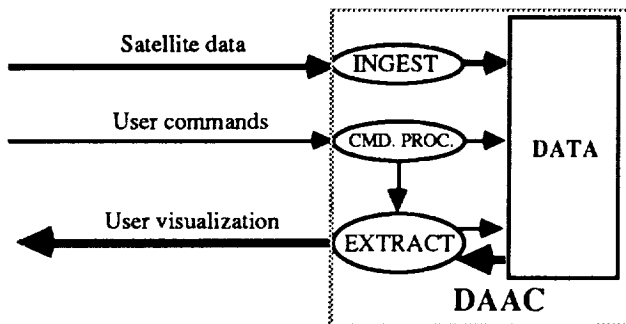 Satellite data
INGEST
User commands
CMD. PROC.
DATA
User visualization
EXTRACT
DAAC